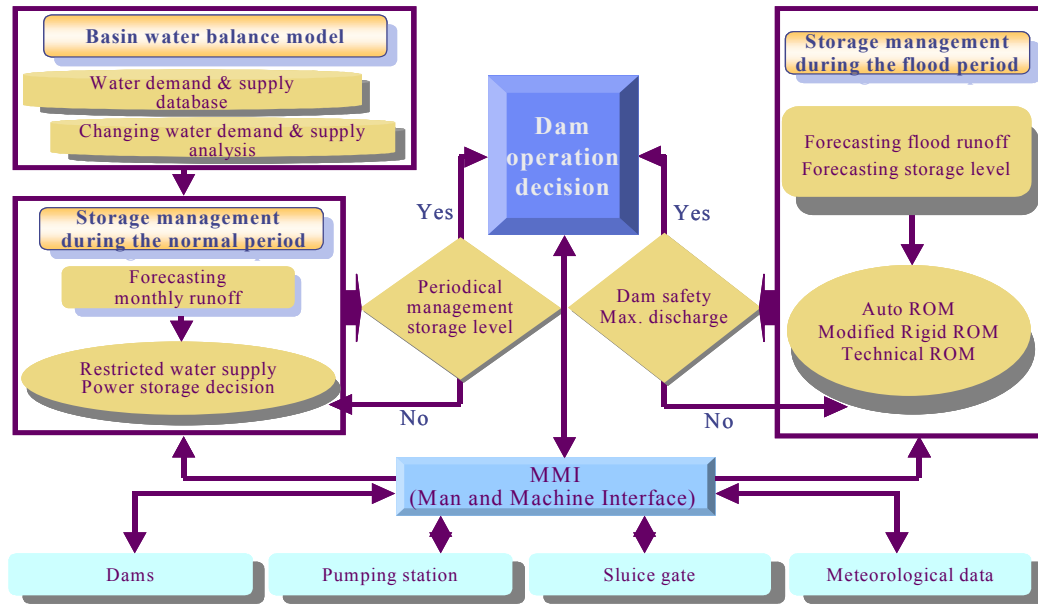 Basin water balance model
Water demand & supply
database
Changing water demand & supply
analysis
Storage management
during the normal period
Forecasting
monthly runoff
Restricted water supply
Power storage decision
Dam
operation
decision
Yes
Yes
Periodical
management
storage level
Dam safety
Max. discharge
No
No
Storage management
during the flood period
Forecasting flood runoff
Forecasting storage level
Auto ROM
Modified Rigid ROM
Technical ROM
MMI
(Man and Machine Interface)
Dams
Pumping station
Sluice gate
Meteorological data